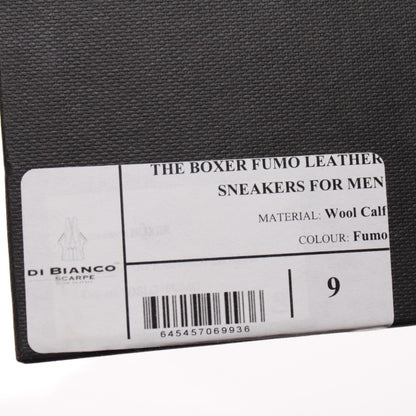 THE BOXER FUMO LEATHER
SNEAKERS FOR MEN
MATERIAL: Wool Calf
COLOUR: Fumo
DI BIANCO
SCARPE
9
645457069936